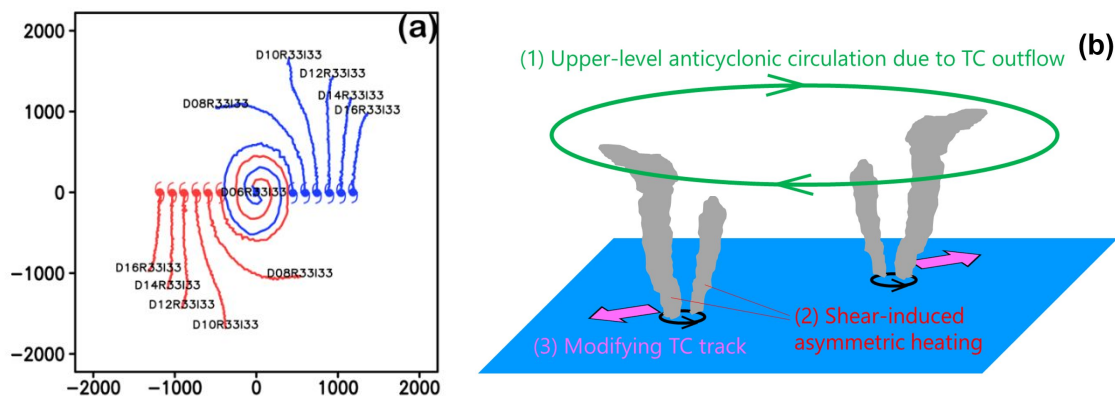 (a)
2000
1000
0
-1000
-2000
-2000
-1000
0
1000
2000
D10R33I33
D12R33I33
D14R33I33
D16R33I33
D08R33I33
D06R33I33
D16R33I33
D14R33I33
D12R33I33
D10R33I33
D08R33I33
(b)
(1) Upper-level anticyclonic circulation due to TC outflow
(2) Shear-induced
asymmetric heating
(3) Modifying TC track